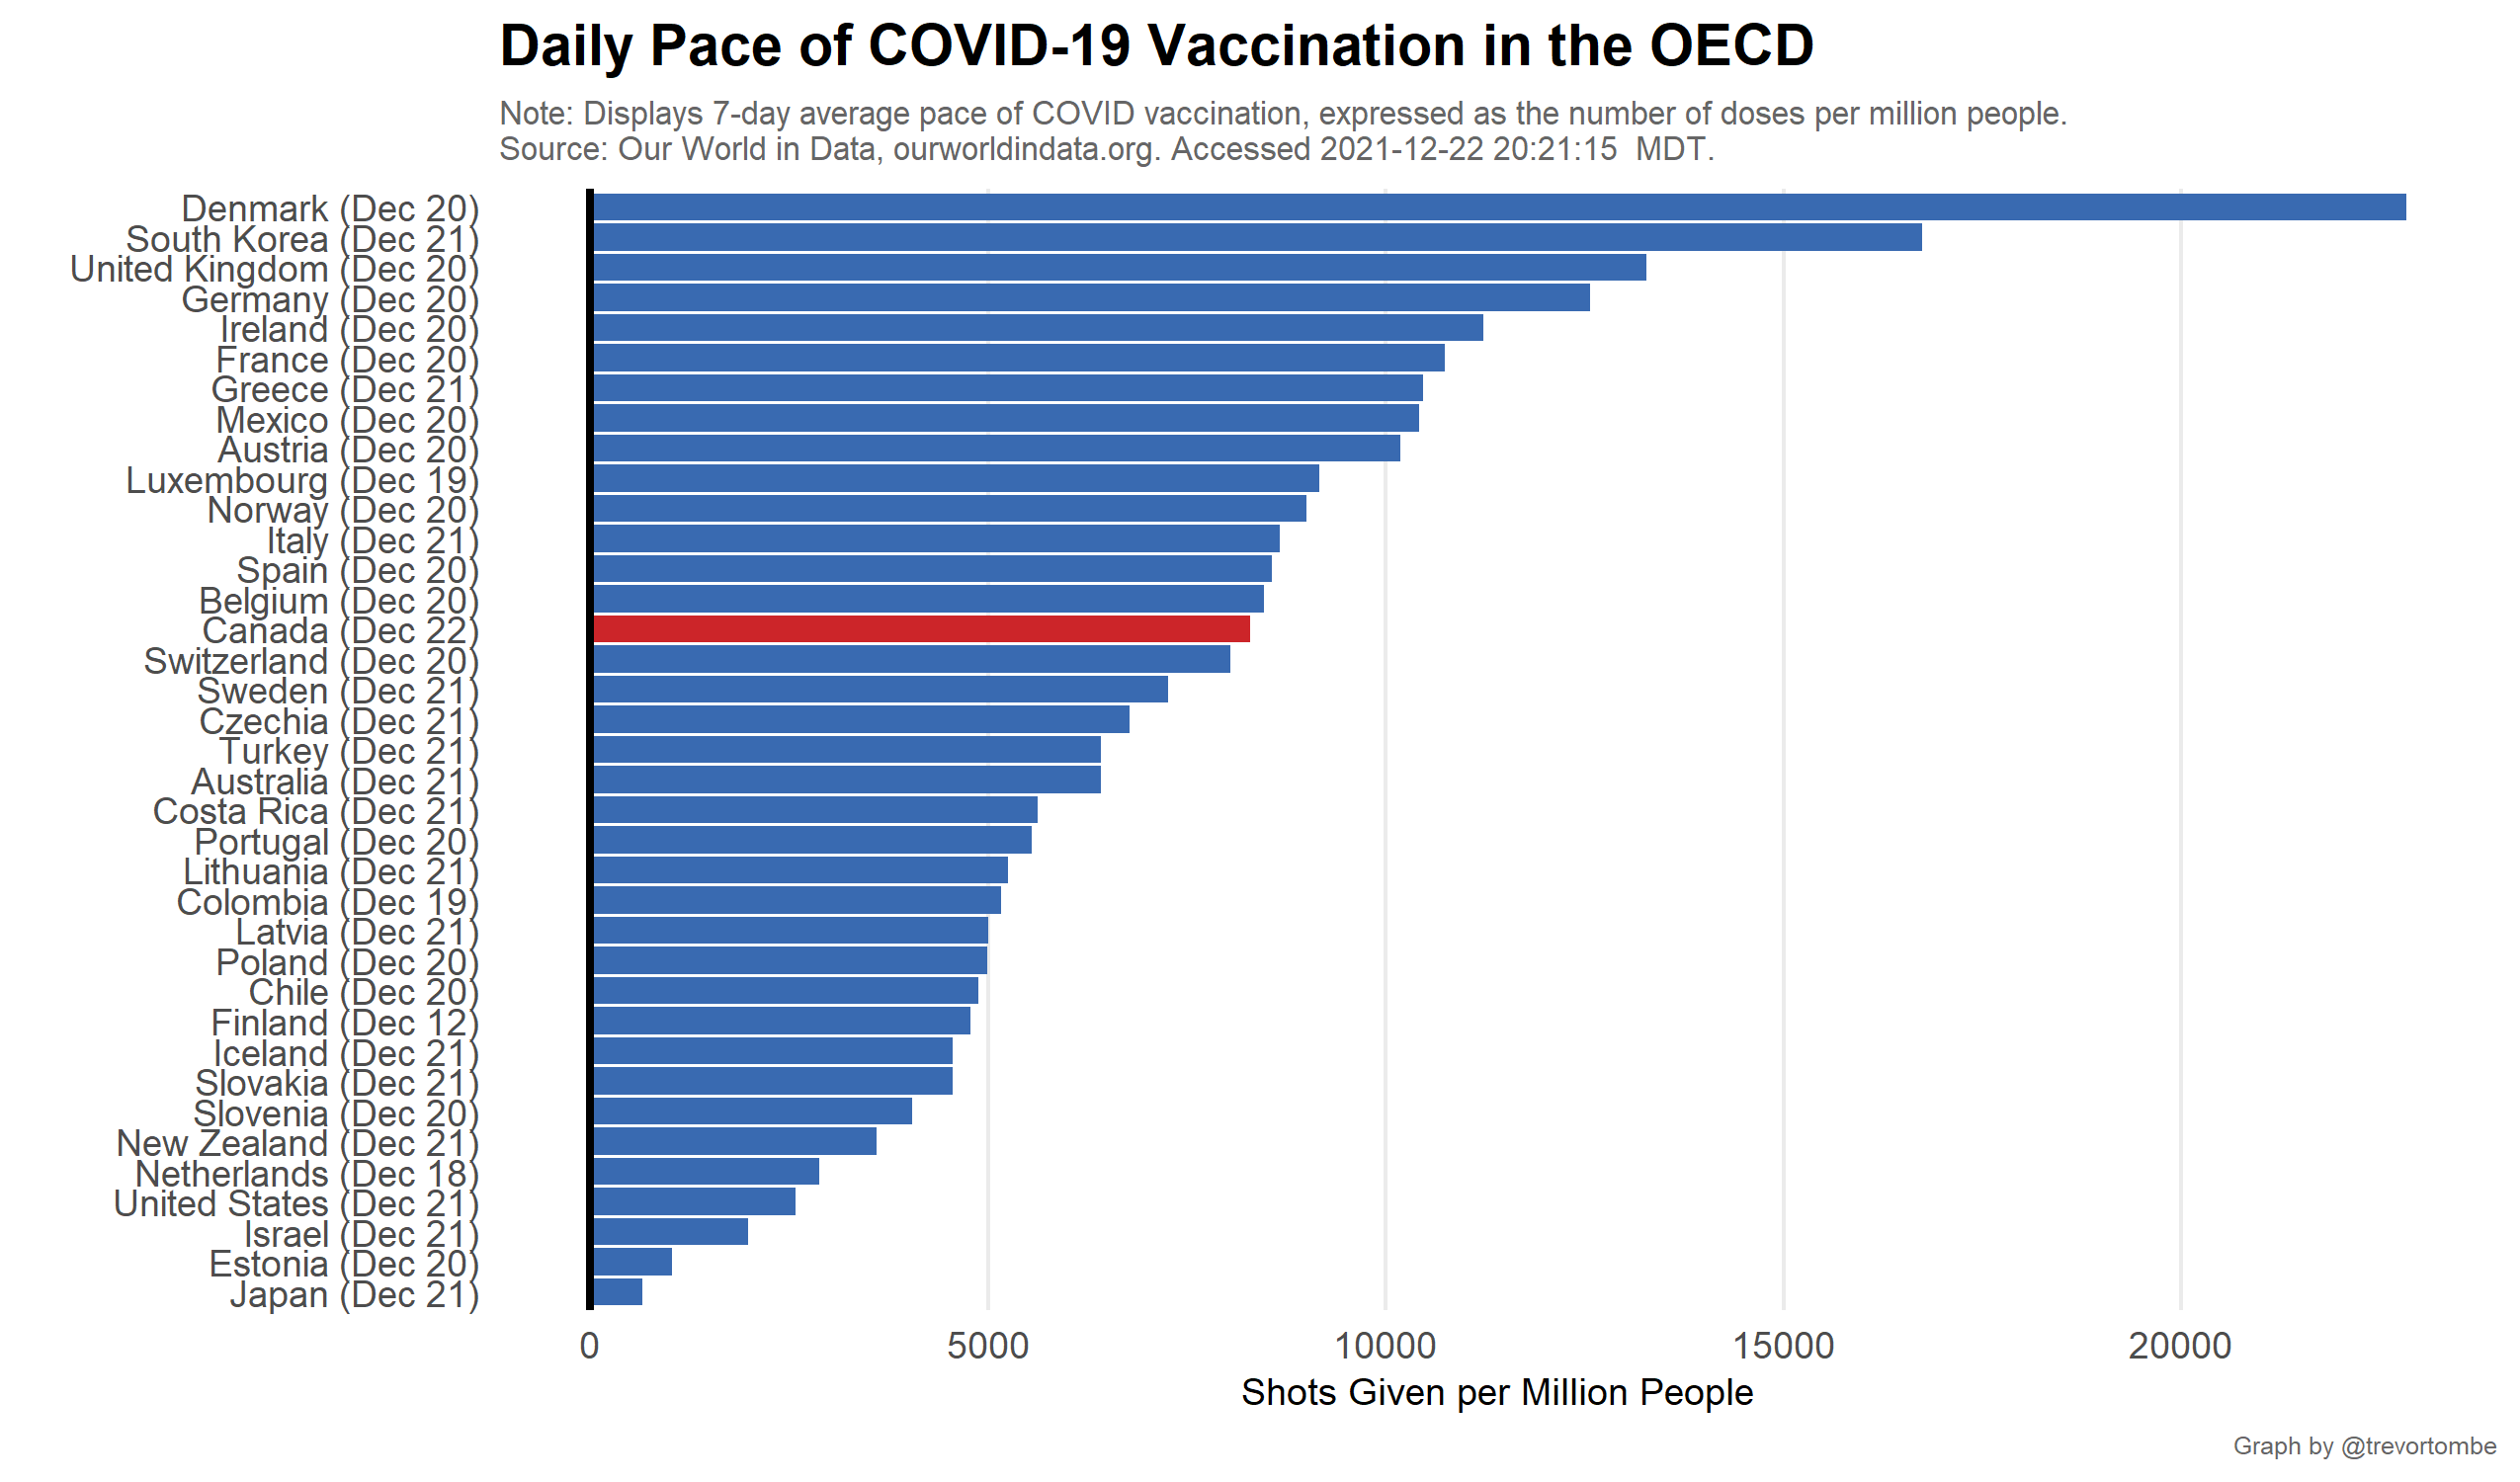 Daily Pace of COVID-19 Vaccination in the OECD
Note: Displays 7-day average pace of COVID vaccination, expressed as the number of doses per million people.
Source: Our World in Data, ourworldindata.org. Accessed 2021-12-22 20:21:15  MDT.
Denmark (Dec 20)
South Korea (Dec 21)
United Kingdom (Dec 20)
Germany (Dec 20)
Ireland (Dec 20)
France (Dec 20)
Greece (Dec 21)
Mexico (Dec 20)
Austria (Dec 20)
Luxembourg (Dec 19)
Norway (Dec 20)
Italy (Dec 21)
Spain (Dec 20)
Belgium (Dec 20)
Canada (Dec 22)
Switzerland (Dec 20)
Sweden (Dec 21)
Czechia (Dec 21)
Turkey (Dec 21)
Australia (Dec 21)
Costa Rica (Dec 21)
Portugal (Dec 20)
Lithuania (Dec 21)
Colombia (Dec 19)
Latvia (Dec 21)
Poland (Dec 20)
Chile (Dec 20)
Finland (Dec 12)
Iceland (Dec 21)
Slovakia (Dec 21)
Slovenia (Dec 20)
New Zealand (Dec 21)
Netherlands (Dec 18)
United States (Dec 21)
Israel (Dec 21)
Estonia (Dec 20)
Japan (Dec 21)
0 5000 10000 15000 20000
Shots Given per Million People
Graph by @trevortombe